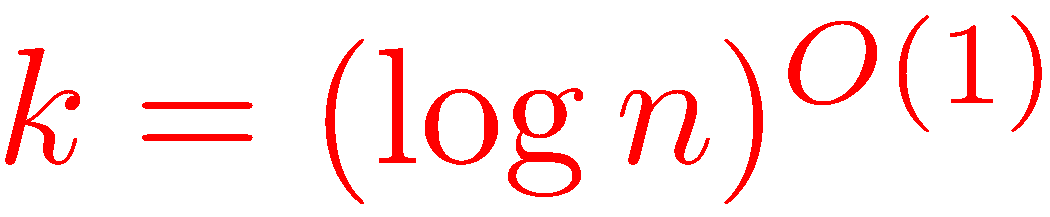 k = (log n)^{O(1)}